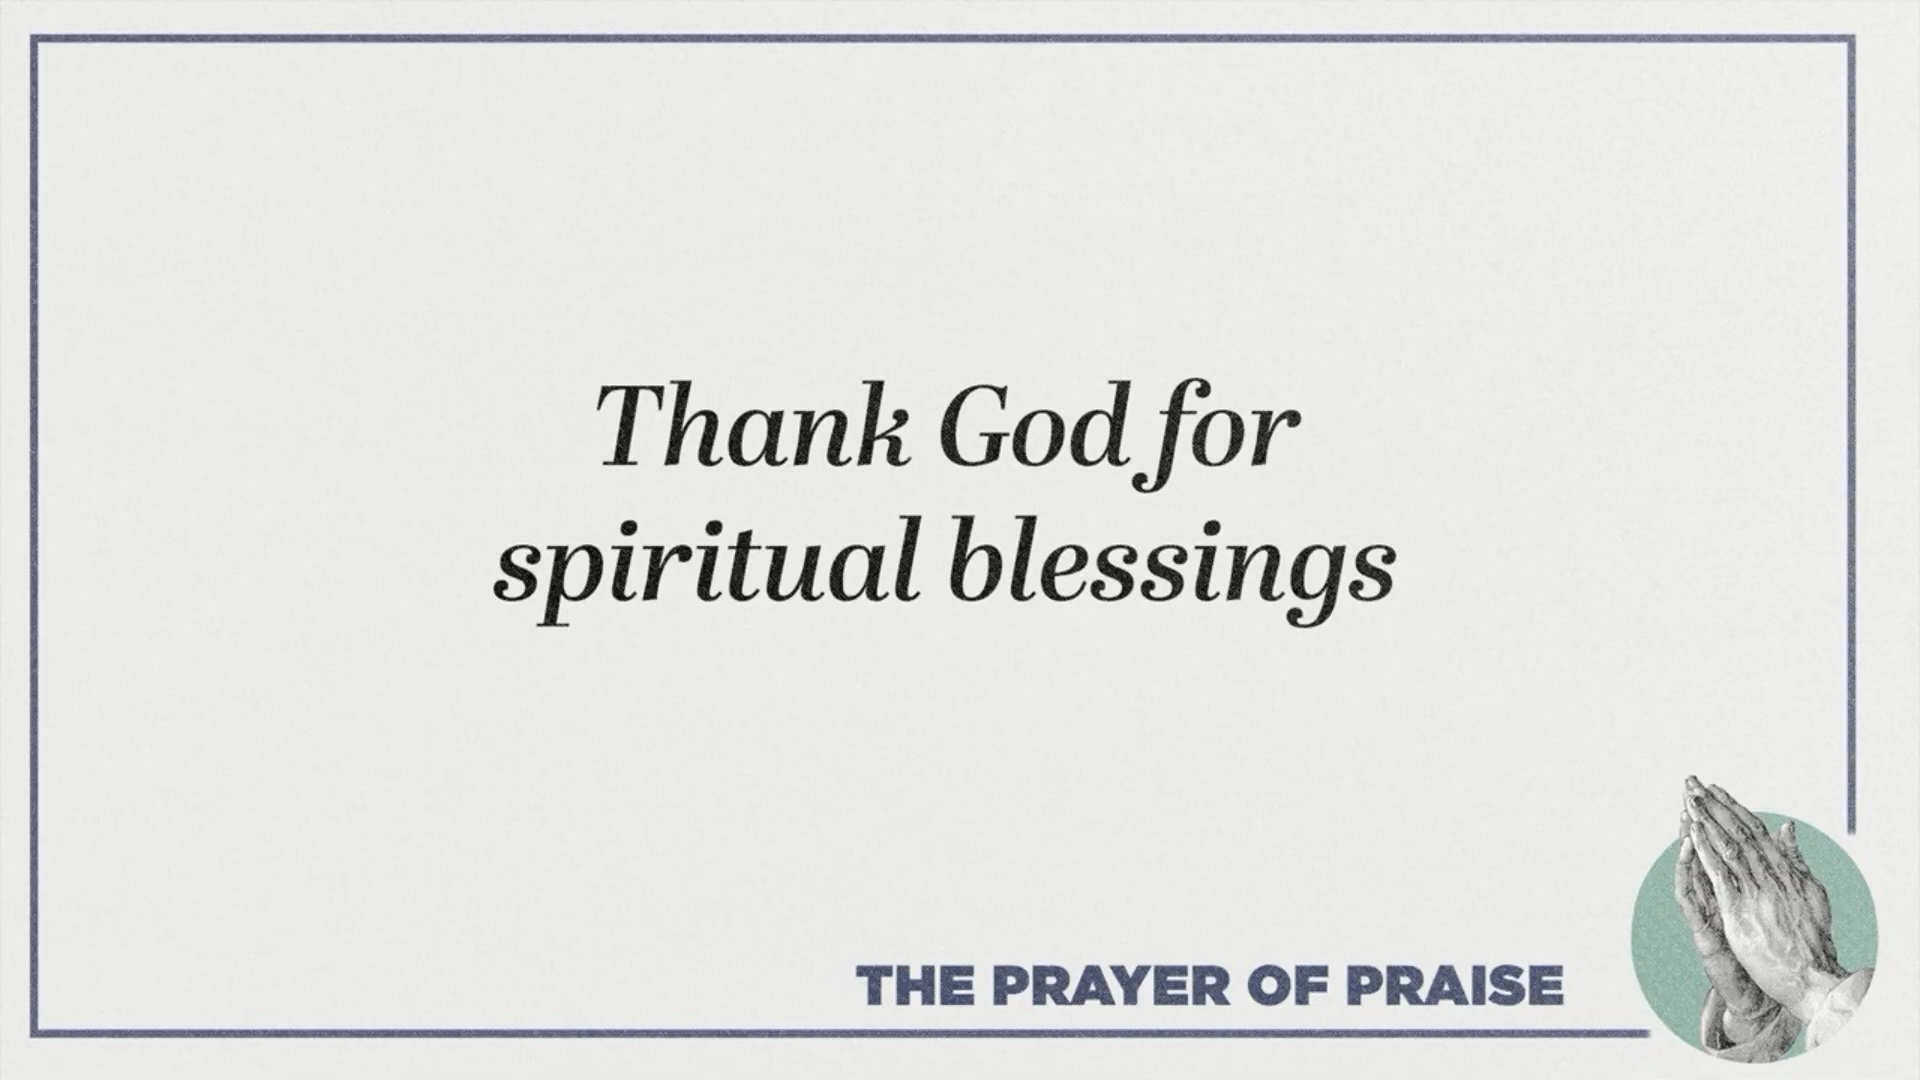 Thank God for
spiritual blessings
THE PRAYER OF PRAISE